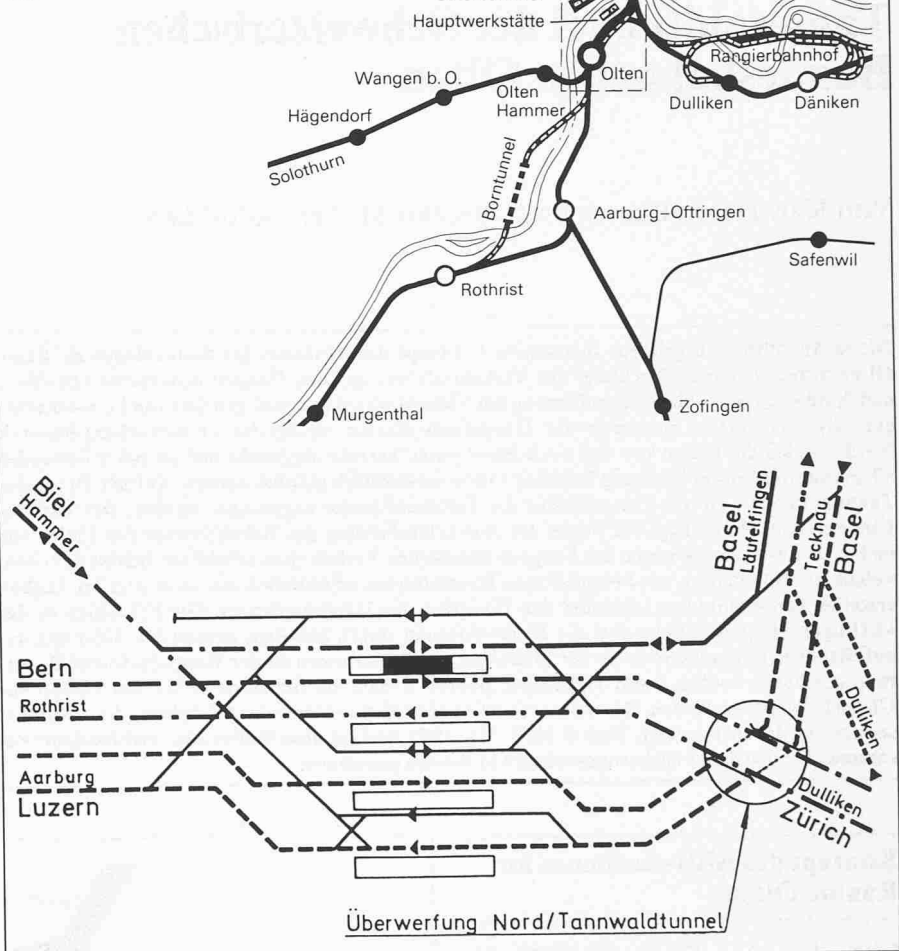 Hauptwerkstätte
Olten
Rangierbahnhof
Wangen b. O.
Olten
Hammer
Dulliken
Däniken
Hägendorf
Solothurn
Borntunnel
Aarburg-Oftringen
Safenwil
Rothrist
Murgenthal
Zofingen
Biel
Hammer
Basel
Läufelfingen
Tecknau
Basel
Bern
Rothrist
Dulliken
Aarburg
Luzern
Dulliken
Zürich
Überwerfung Nord/Tannwaldtunnel